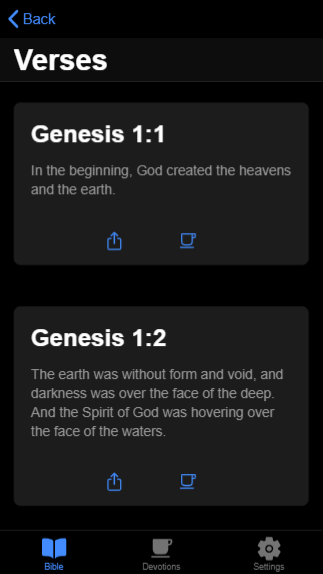 Back
Verses
Genesis 1:1
In the beginning, God created the heavens
and the earth.
Genesis 1:2
The earth was without form and void, and
darkness was over the face of the deep.
And the Spirit of God was hovering over
the face of the waters.
Bible Devotions Settings